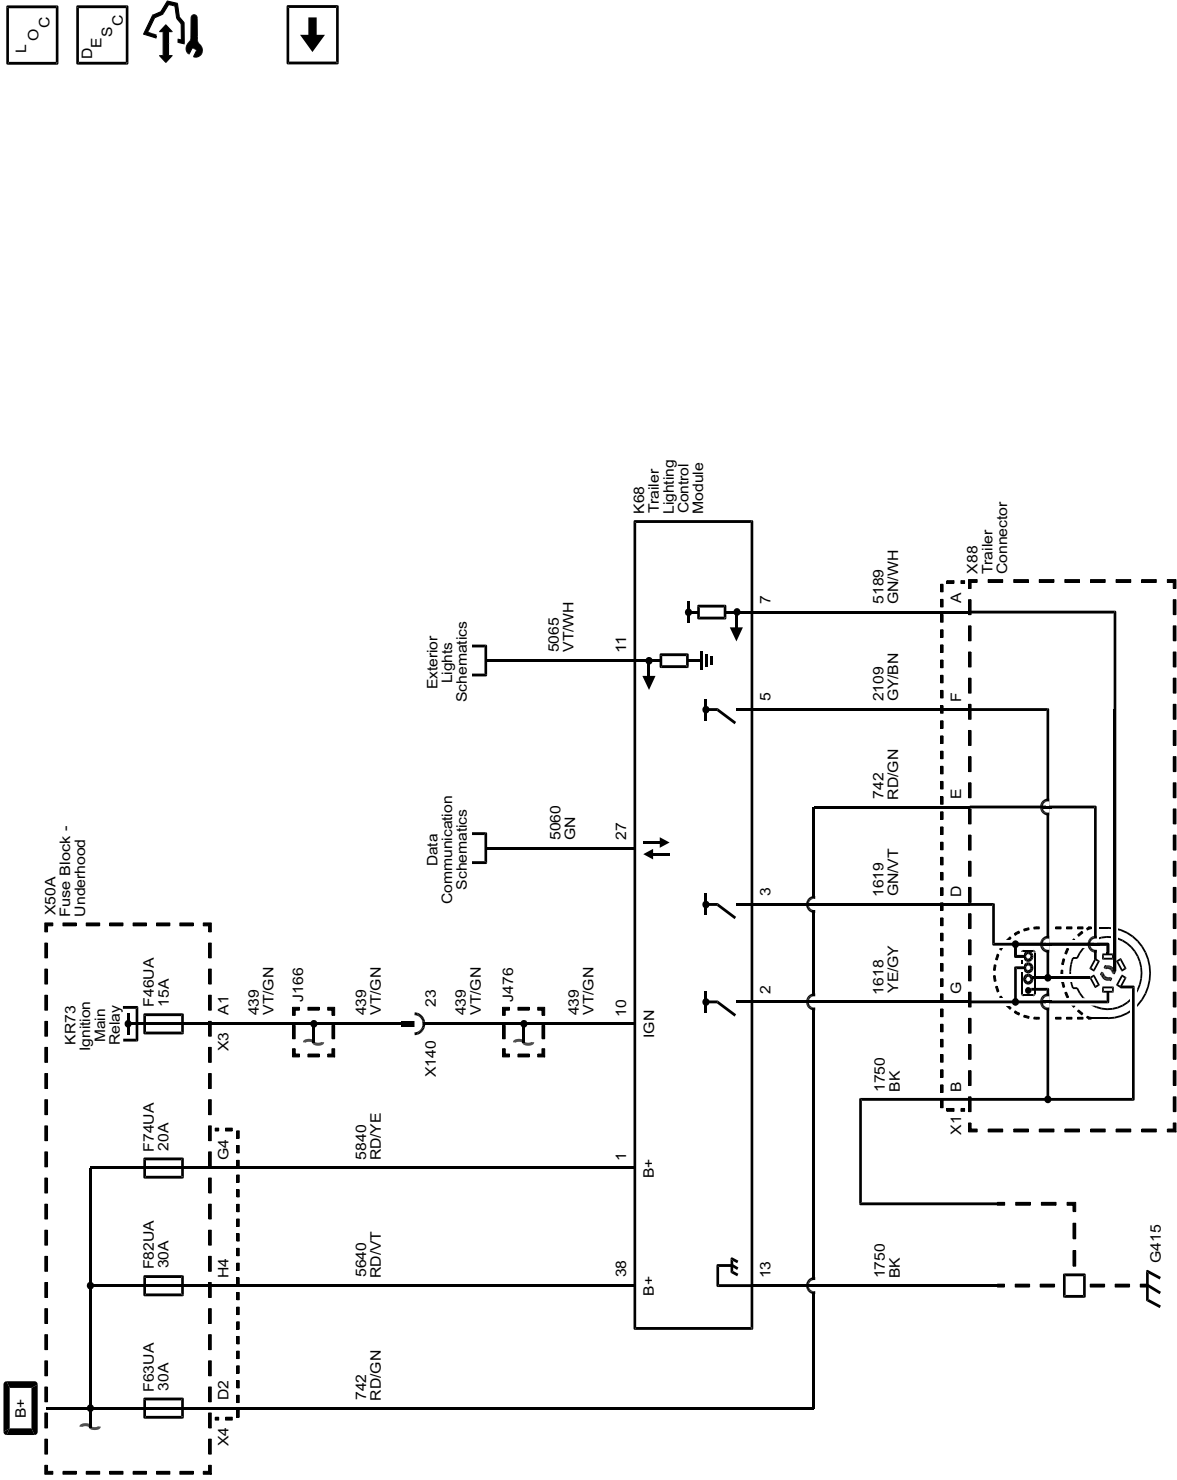 LOC
DESC
B+
X50A
Fuse Block -
Underhood
KR73
Ignition
Main
Relay
F46UA
15A
F74UA
20A
F82UA
30A
F63UA
30A
X3
A1
G4
H4
D2
X4
439
VT/GN
J166
439
VT/GN
23
X140
439
VT/GN
J476
439
VT/GN
10
IGN
5840
RD/YE
1
B+
5640
RD/VT
38
B+
742
RD/GN
Exterior
Lights
Schematics
5065
VT/WH
11
Data
Communication
Schematics
5060
GN
27
K68
Trailer
Lighting
Control
Module
7
5
3
2
13
5189
GN/WH
2109
GY/BN
742
RD/GN
1619
GN/VT
1618
YE/GY
1750
BK
1750
BK
A
F
E
D
G
B
X1
X88
Trailer
Connector
G415